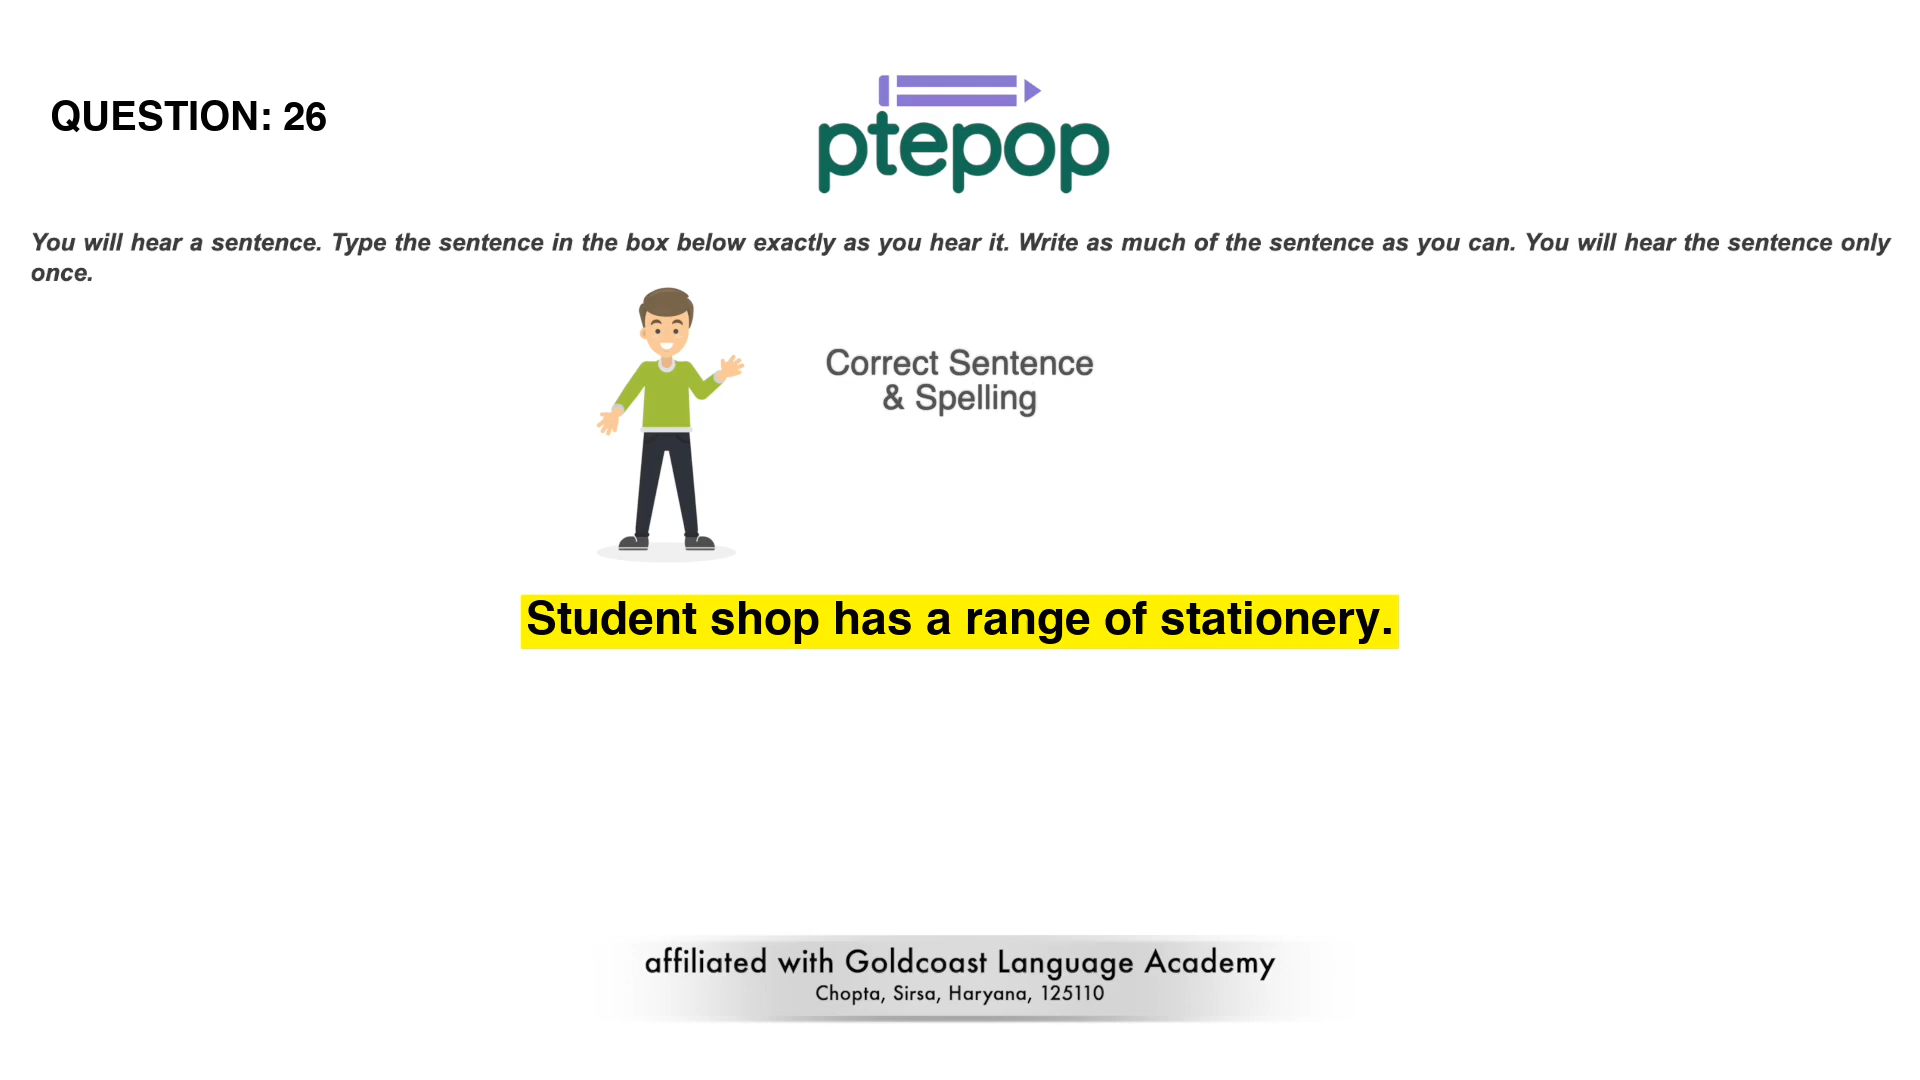 QUESTION: 26
ptepop
You will hear a sentence. Type the sentence in the box below exactly as you hear it. Write as much of the sentence as you can. You will hear the sentence only
once.
Correct Sentence
& Spelling
Student shop has a range of stationery.
affiliated with Goldcoast Language Academy
Chopta, Sirsa, Haryana, 125110